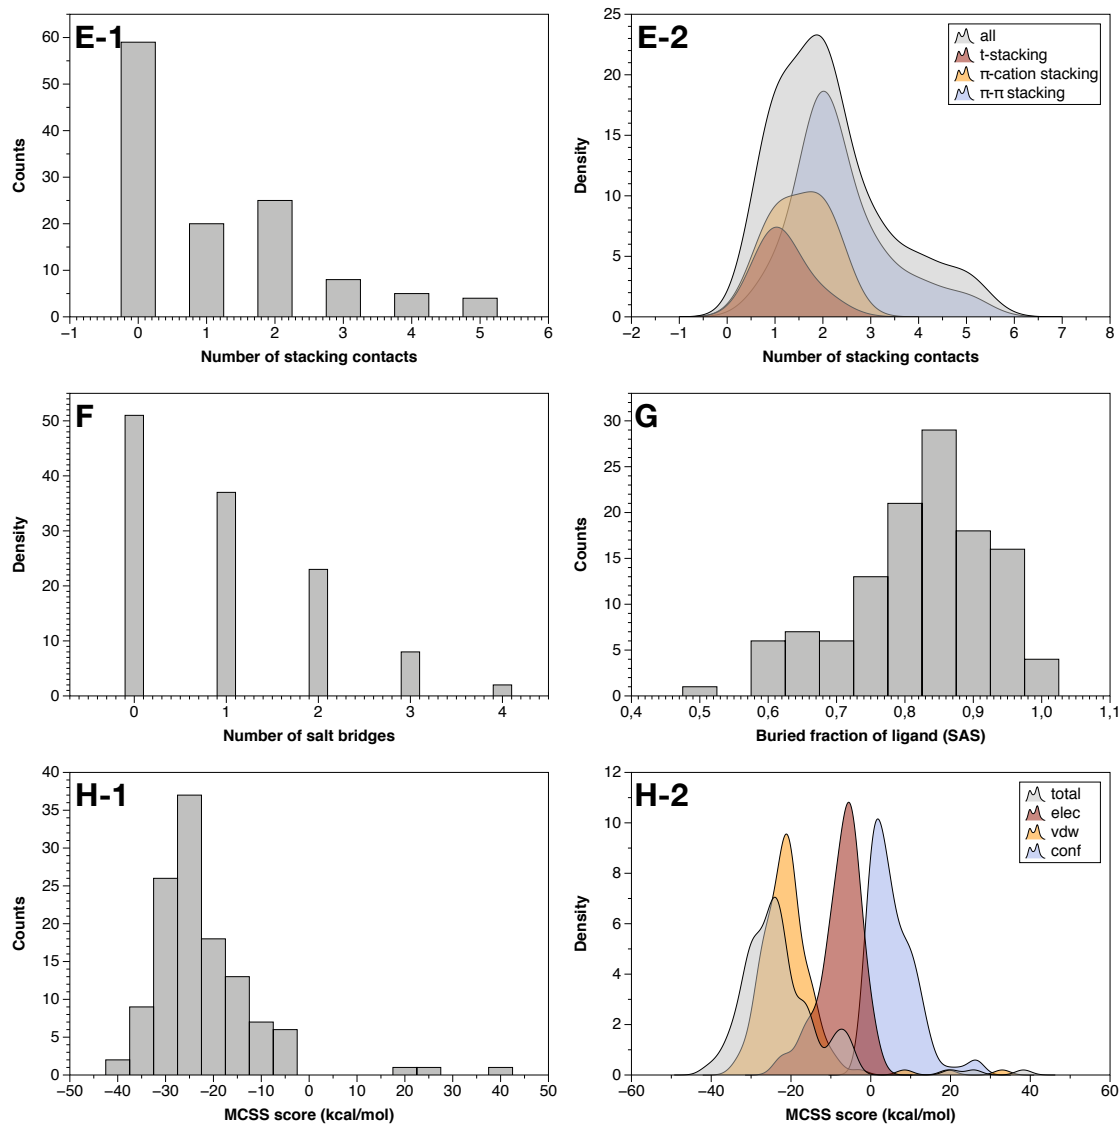 E-1
60
50
40
30
20
10
0
Counts
−1 0 1 2 3 4 5 6
Number of stacking contacts
E-2
all
t-stacking
π-cation stacking
π-π stacking
25
20
15
10
5
0
Density
−2 −1 0 1 2 3 4 5 6 7 8
Number of stacking contacts
F
50
40
30
20
10
0
Density
0 1 2 3 4
Number of salt bridges
G
30
25
20
15
10
5
0
Counts
0,4 0,5 0,6 0,7 0,8 0,9 1,0 1,1
Buried fraction of ligand (SAS)
H-1
40
35
30
25
20
15
10
5
0
Counts
−50 −40 −30 −20 −10 0 10 20 30 40 50
MCSS score (kcal/mol)
H-2
total
elec
vdw
conf
12
10
8
6
4
2
0
Density
−60 −40 −20 0 20 40 60
MCSS score (kcal/mol)